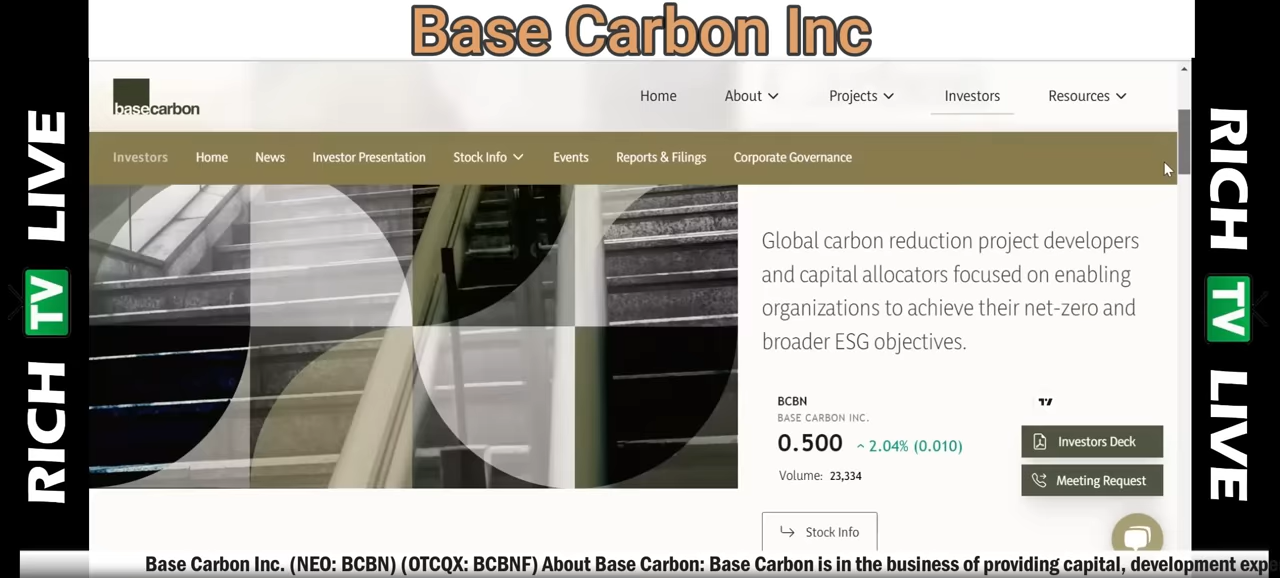 Base Carbon Inc
basecarbon
Home About Projects Investors Resources
Investors Home News Investor Presentation Stock Info Events Reports & Filings Corporate Governance
RICH TV LIVE
Global carbon reduction project developers
and capital allocators focused on enabling
organizations to achieve their net-zero and
broader ESG objectives.
BCBN
BASE CARBON INC.
0.500 2.04% (0.010)
Volume: 23,334
Investors Deck
Meeting Request
Stock Info
RICH TV LIVE
Base Carbon Inc. (NEO: BCBN) (OTCQX: BCBNF) About Base Carbon: Base Carbon is in the business of providing capital, development exp